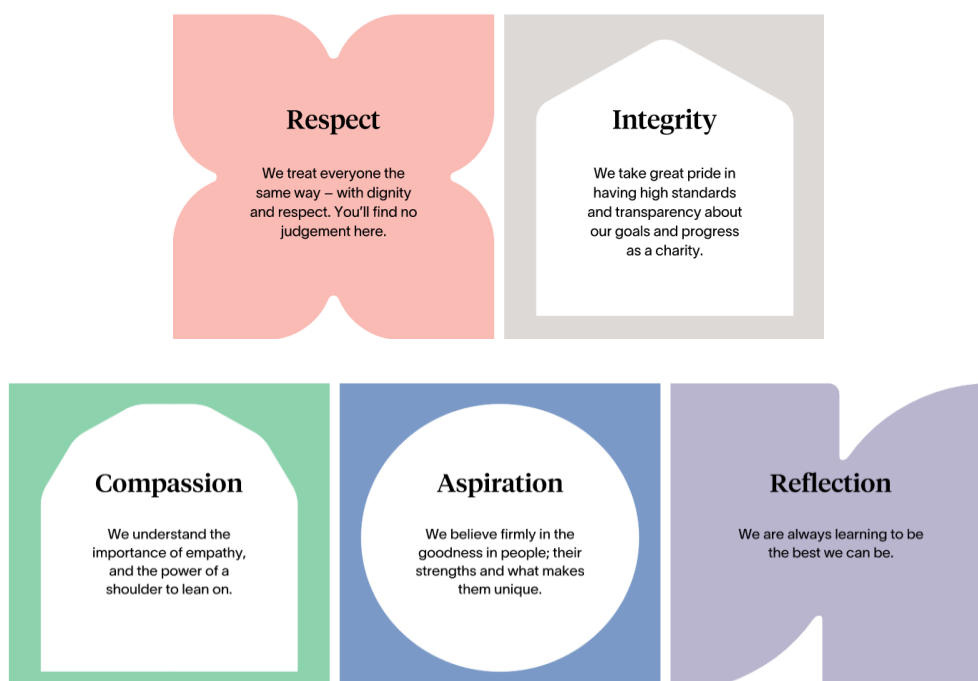 Respect
We treat everyone the
same way – with dignity
and respect. You'll find no
judgement here.
Integrity
We take great pride in
having high standards
and transparency about
our goals and progress
as a charity.
Compassion
We understand the
importance of empathy,
and the power of a
shoulder to lean on.
Aspiration
We believe firmly in the
goodness in people; their
strengths and what makes
them unique.
Reflection
We are always learning to be
the best we can be.